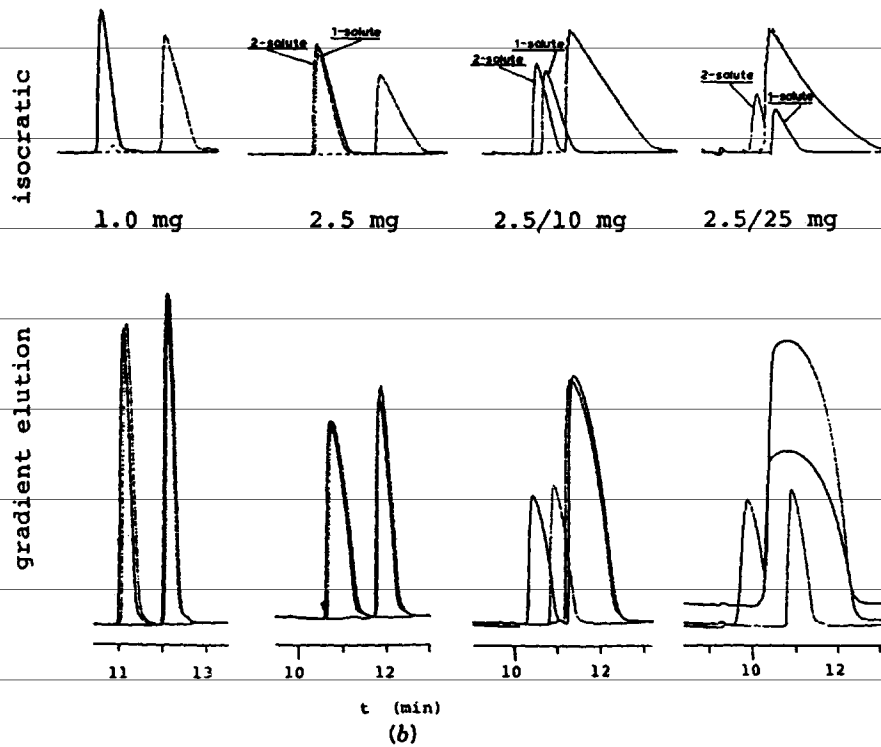 2-solute
1-solute
1-solute
2-solute
2-solute
1-solute
isocratic
1.0 mg
2.5 mg
2.5/10 mg
2.5/25 mg
gradient elution
11 13
10 12
10 12
10 12
t (min)
(b)